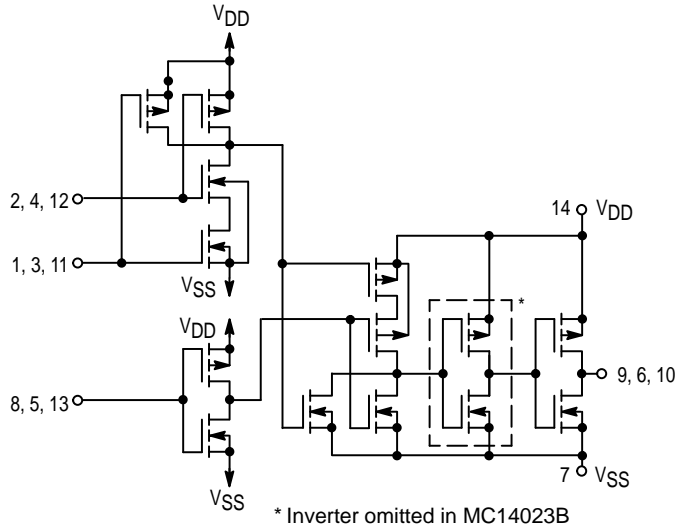 VDD
2, 4, 12
14 VDD
1, 3, 11
VSS
*
VDD
9, 6, 10
8, 5, 13
7 VSS
VSS
* Inverter omitted in MC14023B